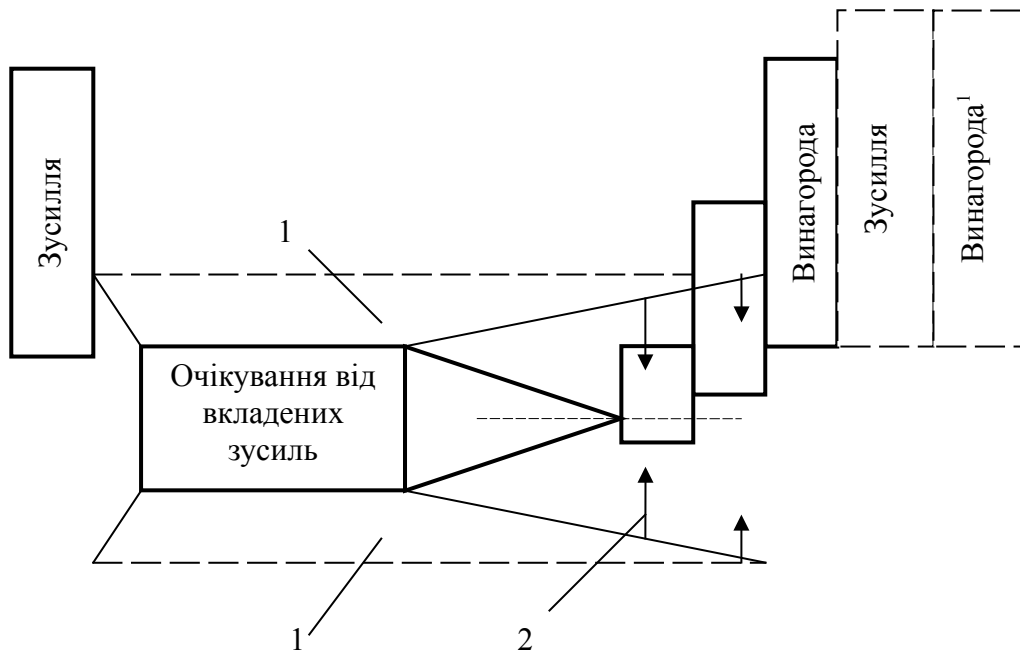 Зусилля
1
Очікування від
вкладених
зусиль
Винагорода
Зусилля
Винагорода¹
1
2